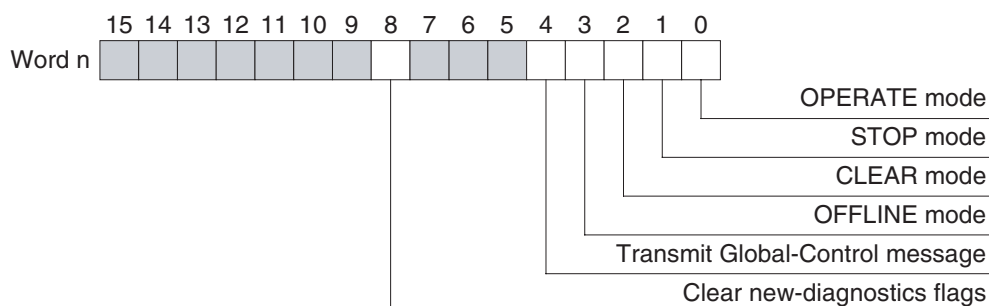 15 14 13 12 11 10 9 8 7 6 5 4 3 2 1 0
Word n
OPERATE mode
STOP mode
CLEAR mode
OFFLINE mode
Transmit Global-Control message
Clear new-diagnostics flags